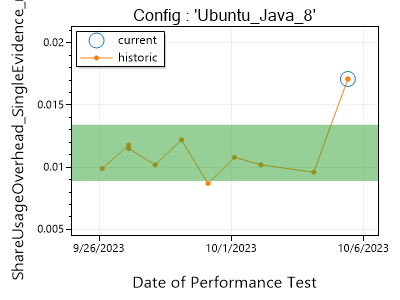 Config : 'Ubuntu_Java_8'
current
historic
0.02
0.015
0.01
0.005
ShareUsageOverhead_SingleEvidence_
9/26/2023
10/1/2023
10/6/2023
Date of Performance Test